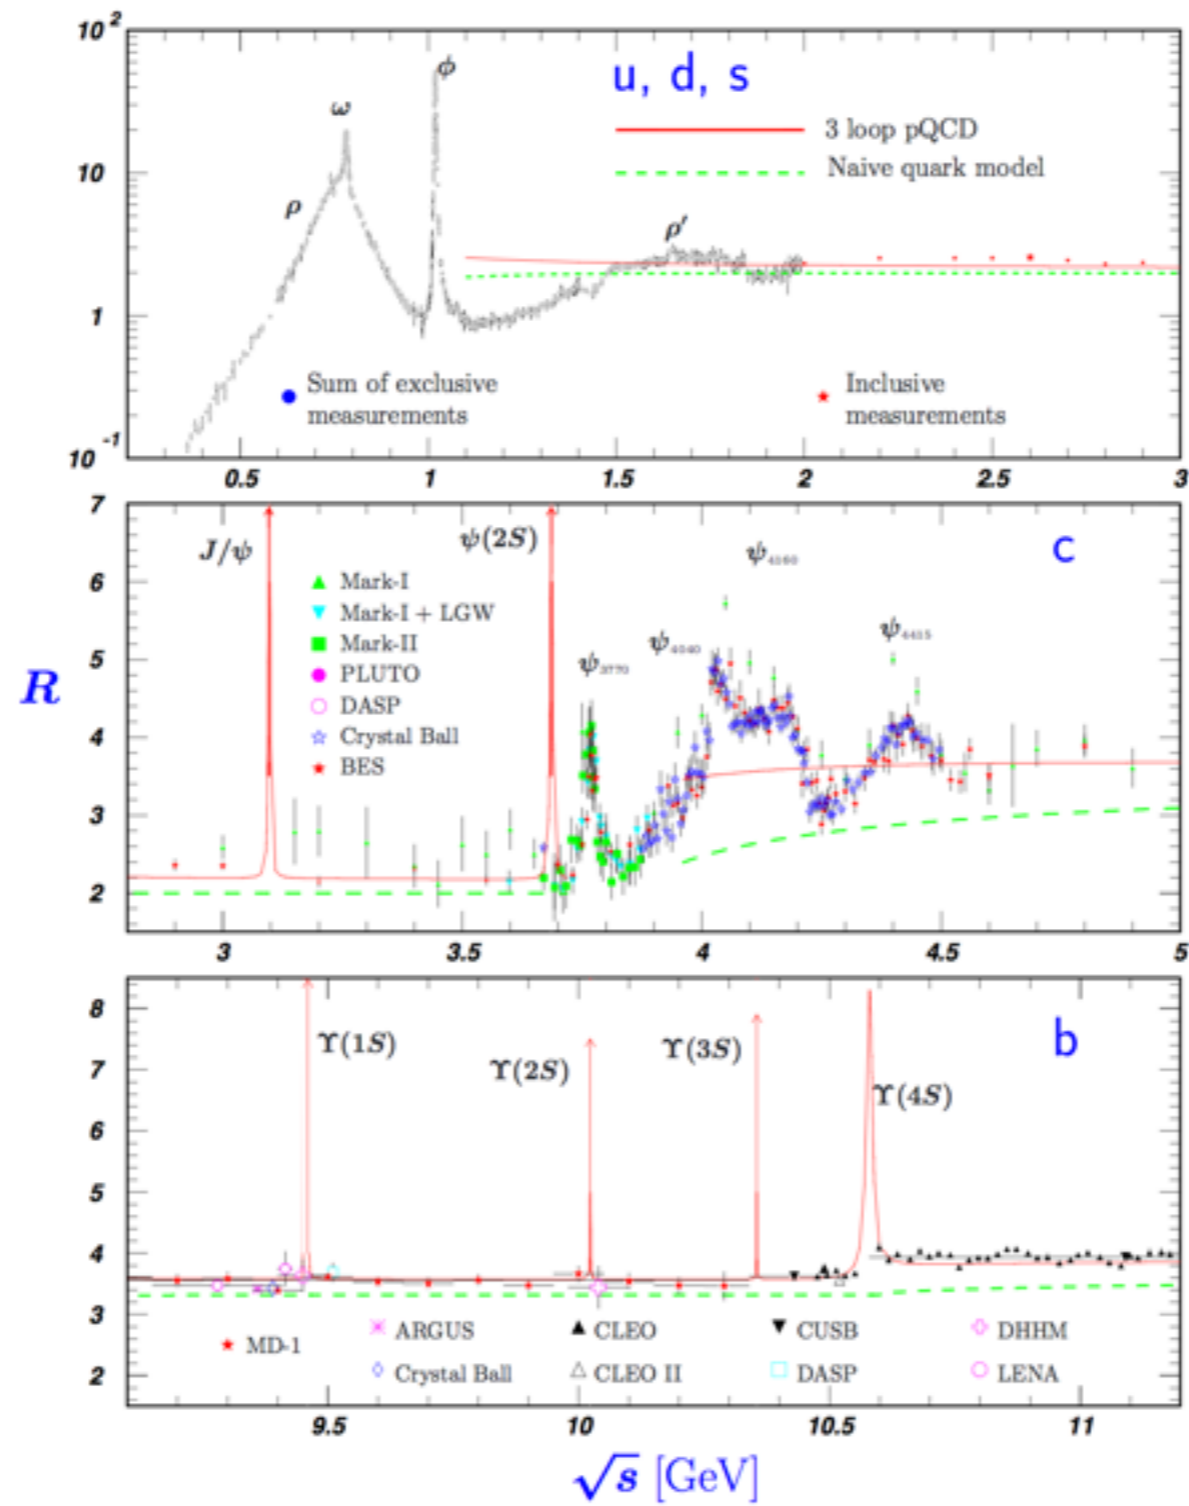 10 2
ϕ
u, d, s
ω
3 loop pQCD
10
Naive quark model
ρ
ρ′
1
Sum of exclusive
measurements
Inclusive
measurements
10 -1
0.5 1 1.5 2 2.5 3
7
J/ψ
ψ(2S)
ψ4160
c
6
Mark-I
Mark-I + LGW
ψ4415
Mark-II
ψ4040
5
ψ3770
R
PLUTO
DASP
4
Crystal Ball
BES
3
2
3 3.5 4 4.5 5
8
ϒ(1S)
ϒ(2S)
ϒ(3S)
b
7
ϒ(4S)
6
5
4
3
MD-1
ARGUS
CLEO
CUSB
DHHM
2
Crystal Ball
CLEO II
DASP
LENA
9.5 10 10.5 11
√s [GeV]